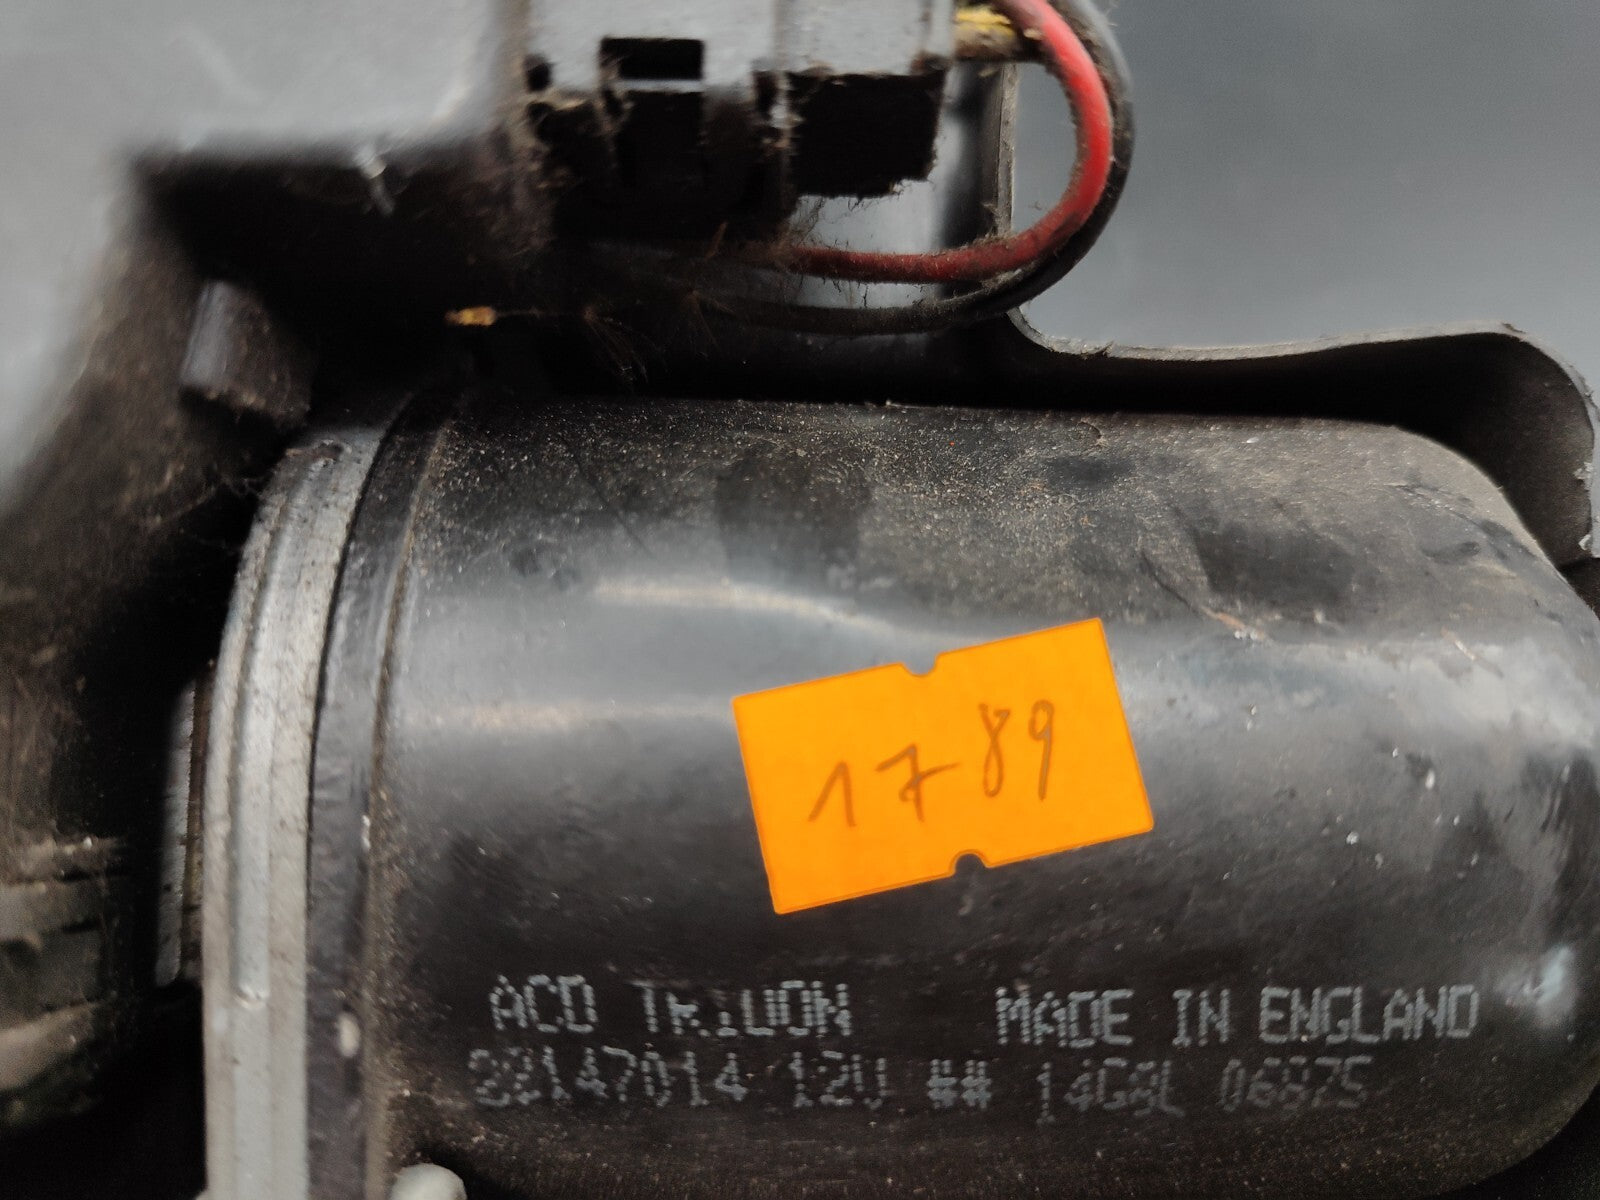 1789
ACD TRIDON MADE IN ENGLAND
22147014 12V ## 14G8L 06875